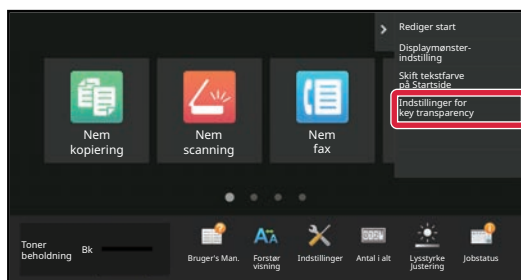 Rediger start
Displaymønster-
indstilling
Skift tekstfarve
på Startside
Indstillinger for
key transparency
Nem
kopiering
Nem
scanning
Nem
fax
Toner
beholdning
Bk
Bruger's Man.
Forstør
visning
Indstillinger
Antal i alt
Lysstyrke
Justering
Jobstatus